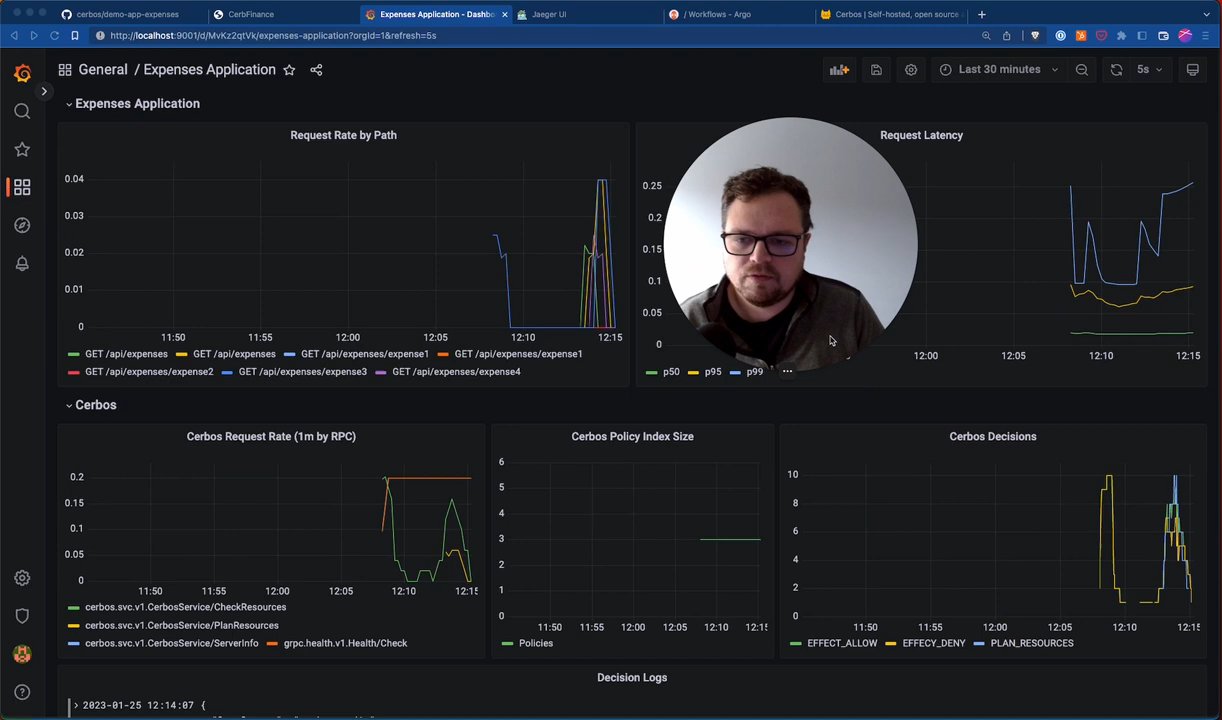 cerbos/demo-app-expenses
CerbFinance
Expenses Application - Dashbo
Jaeger UI
/ Workflows - Argo
Cerbos | Self-hosted, open source
http://localhost:9001/d/MvKz2qtVk/expenses-application?orgId=1&refresh=5s
General / Expenses Application
Last 30 minutes
5s
Expenses Application
Request Rate by Path
0.04
0.03
0.02
0.01
0
11:50 11:55 12:00 12:05 12:10 12:15
GET /api/expenses GET /api/expenses GET /api/expenses/expense1 GET /api/expenses/expense1
GET /api/expenses/expense2 GET /api/expenses/expense3 GET /api/expenses/expense4
Request Latency
0.25
0.2
0.15
0.1
0.05
0
12:00 12:05 12:10 12:15
p50 p95 p99
Cerbos
Cerbos Request Rate (1m by RPC)
0.2
0.15
0.1
0.05
0
11:50 11:55 12:00 12:05 12:10 12:15
cerbos.svc.v1.CerbosService/CheckResources
cerbos.svc.v1.CerbosService/PlanResources
cerbos.svc.v1.CerbosService/ServerInfo grpc.health.v1.Health/Check
Cerbos Policy Index Size
6
5
4
3
2
1
0
11:50 11:55 12:00 12:05 12:10 12:15
Policies
Cerbos Decisions
10
8
6
4
2
0
11:50 11:55 12:00 12:05 12:10 12:15
EFFECT_ALLOW EFFECY_DENY PLAN_RESOURCES
Decision Logs
2023-01-25 12:14:07 {